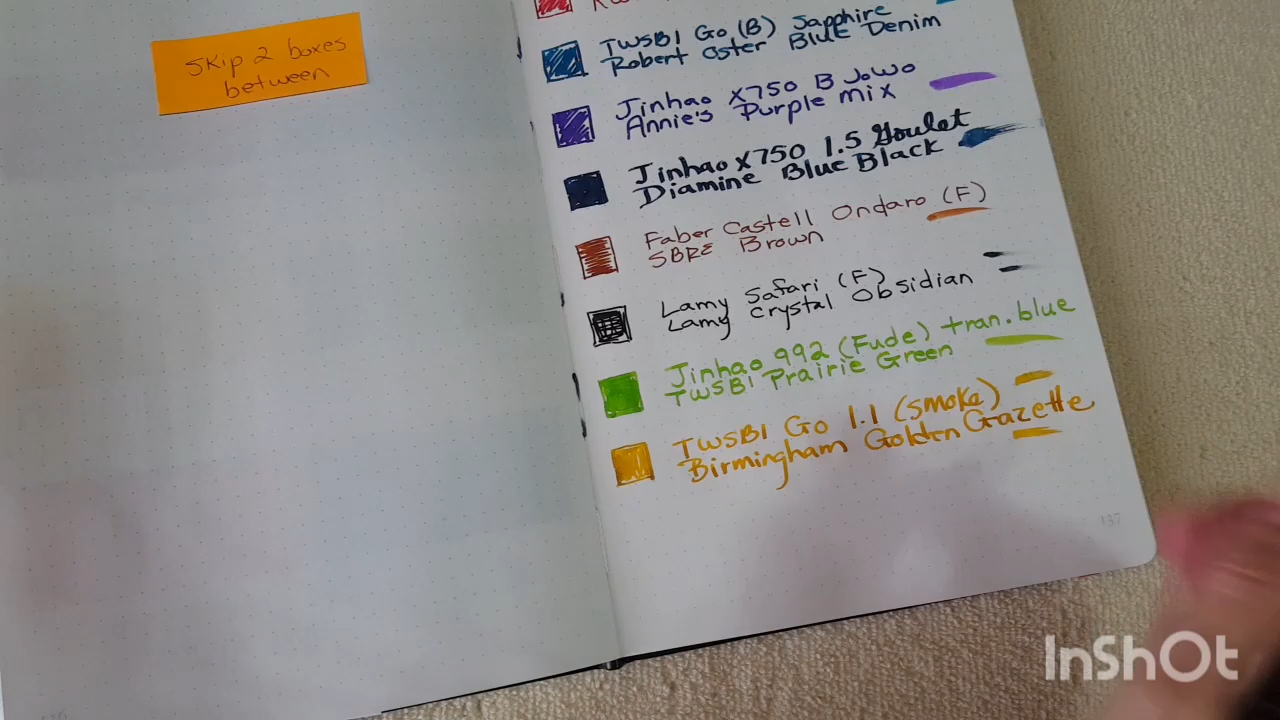 Skip 2 boxes
between
TWSBI Go (B) Sapphire
Robert Oster Blue Denim
Jinhao X750 B JoWo
Annie's Purple Mix
Jinhao X750 1.5 Goulet
Diamine Blue Black
Faber Castell Ondaro (F)
SBRE Brown
Lamy Safari (F)
Lamy Crystal Obsidian
Jinhao 992 (Fude) tran. blue
TWSBI Prairie Green
TWSBI Go 1.1 (smoke)
Birmingham Golden Gazette
137
InShOt